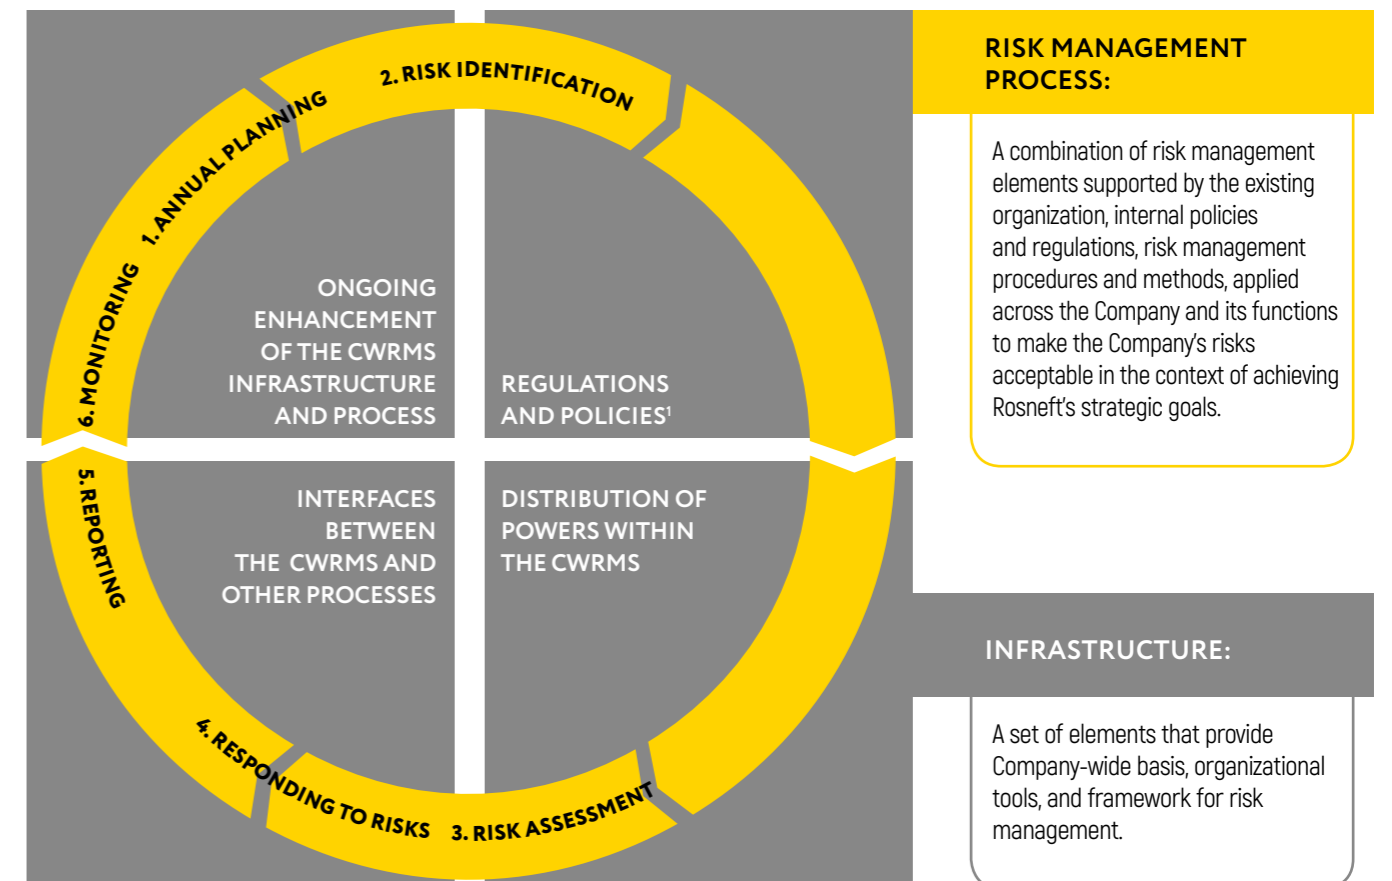 1. ANNUAL PLANNING
2. RISK IDENTIFICATION
3. RISK ASSESSMENT
4. RESPONDING TO RISKS
5. REPORTING
6. MONITORING
ONGOING
ENHANCEMENT
OF THE CWRMS
INFRASTRUCTURE
AND PROCESS
REGULATIONS
AND POLICIES¹
INTERFACES
BETWEEN
THE CWRMS AND
OTHER PROCESSES
DISTRIBUTION OF
POWERS WITHIN
THE CWRMS
RISK MANAGEMENT
PROCESS:
A combination of risk management
elements supported by the existing
organization, internal policies
and regulations, risk management
procedures and methods, applied
across the Company and its functions
to make the Company's risks
acceptable in the context of achieving
Rosneft's strategic goals.
INFRASTRUCTURE:
A set of elements that provide
Company-wide basis, organizational
tools, and framework for risk
management.